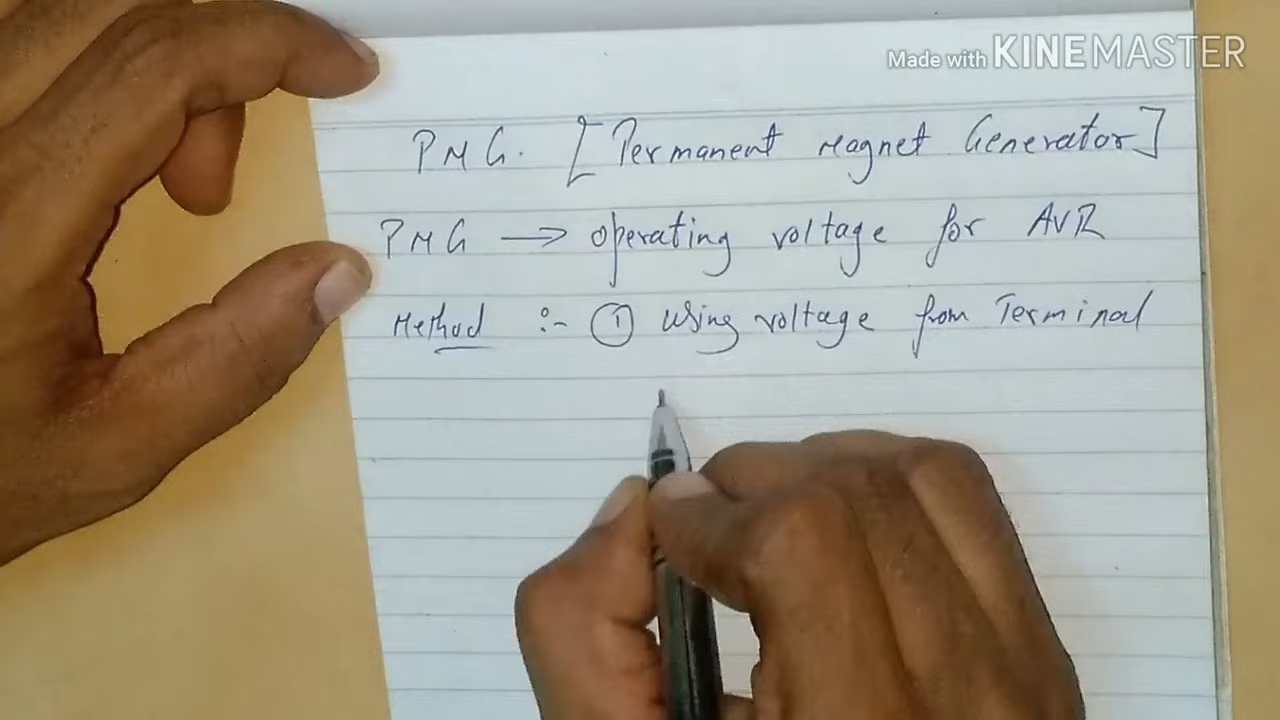 Made with KINEMASTER
PMG. [Permanent Magnet Generator]
PMG → operating voltage for AVR
Method :- ① Using voltage from Terminal